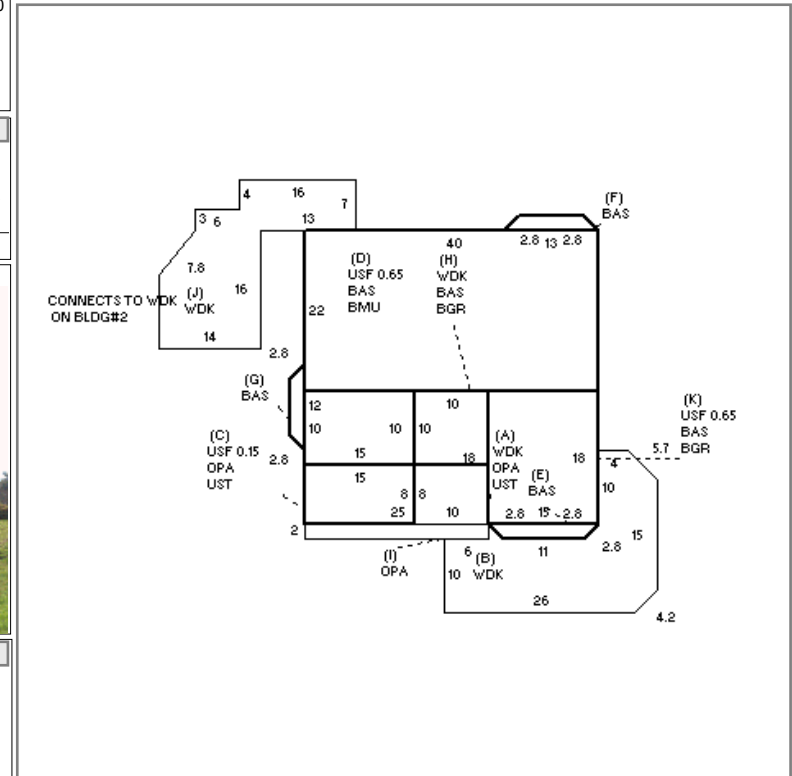 4 16 7
(F)
BAS
3 6 13
40
2.8 13 2.8
(D)
USF 0.65
BAS
BMU
(H)
WDK
BAS
BGR
7.8
16
(J)
WDK
CONNECTS TO WDK
ON BLDG#2
22
14
2.8
(G)
BAS
12
10
10 10
10
15
18
(A)
WDK
OPA
UST
18
(K)
USF 0.65
BAS
BGR
5.7
4
(C)
USF 0.15
OPA
UST
2.8
15
(E)
BAS
10
8 8
25
10
2.8 15 2.8
2
(I)
OPA
6
(B)
WDK
10
11
2.8
15
26
4.2